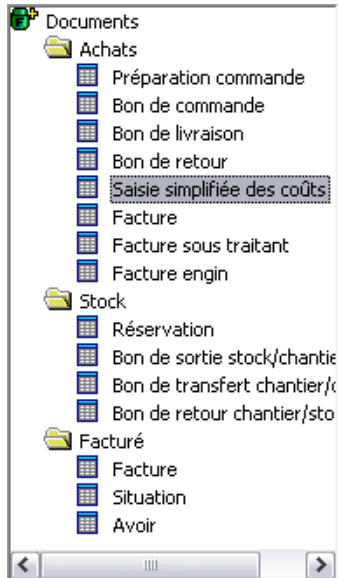 Documents
Achats
Préparation commande
Bon de commande
Bon de livraison
Bon de retour
Saisie simplifiée des coûts
Facture
Facture sous traitant
Facture engin
Stock
Réservation
Bon de sortie stock/chantie
Bon de transfert chantier/
Bon de retour chantier/sto
Facturé
Facture
Situation
Avoir